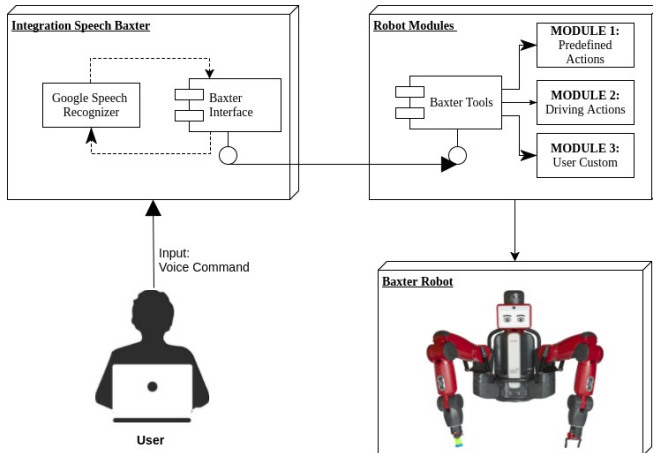 Integration Speech Baxter
Google Speech
Recognizer
Baxter
Interface
Robot Modules
Baxter Tools
MODULE 1:
Predefined
Actions
MODULE 2:
Driving Actions
MODULE 3:
User Custom
Input:
Voice Command
User
Baxter Robot